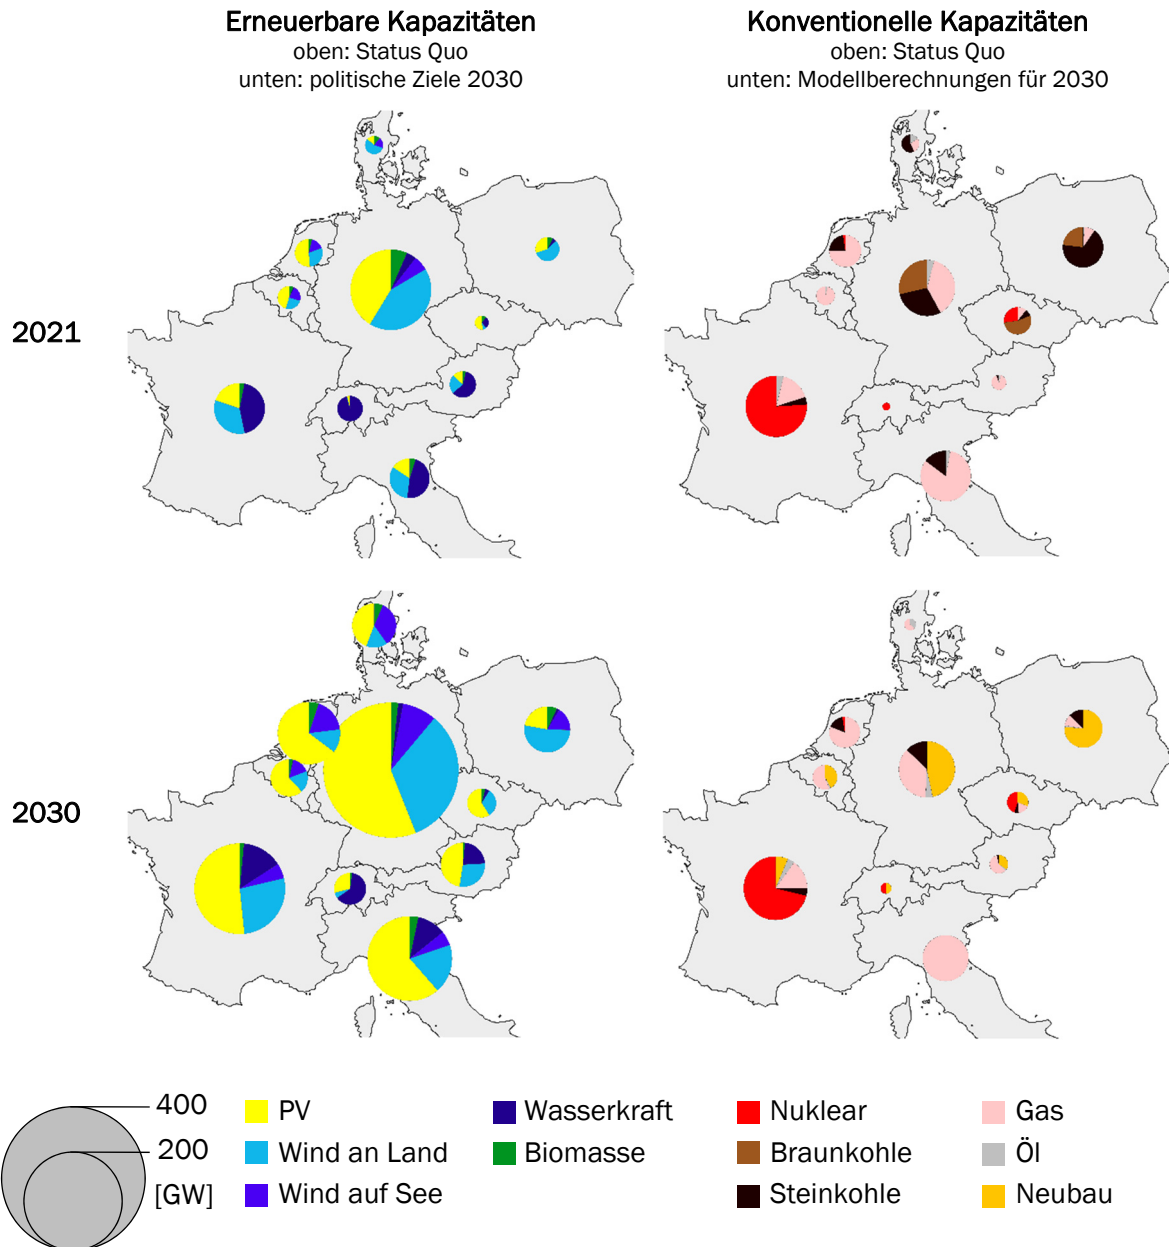 Erneuerbare Kapazitäten
oben: Status Quo
unten: politische Ziele 2030
Konventionelle Kapazitäten
oben: Status Quo
unten: Modellberechnungen für 2030
2021
2030
400
200
[GW]
PV
Wind an Land
Wind auf See
Wasserkraft
Biomasse
Nuklear
Braunkohle
Steinkohle
Gas
Öl
Neubau